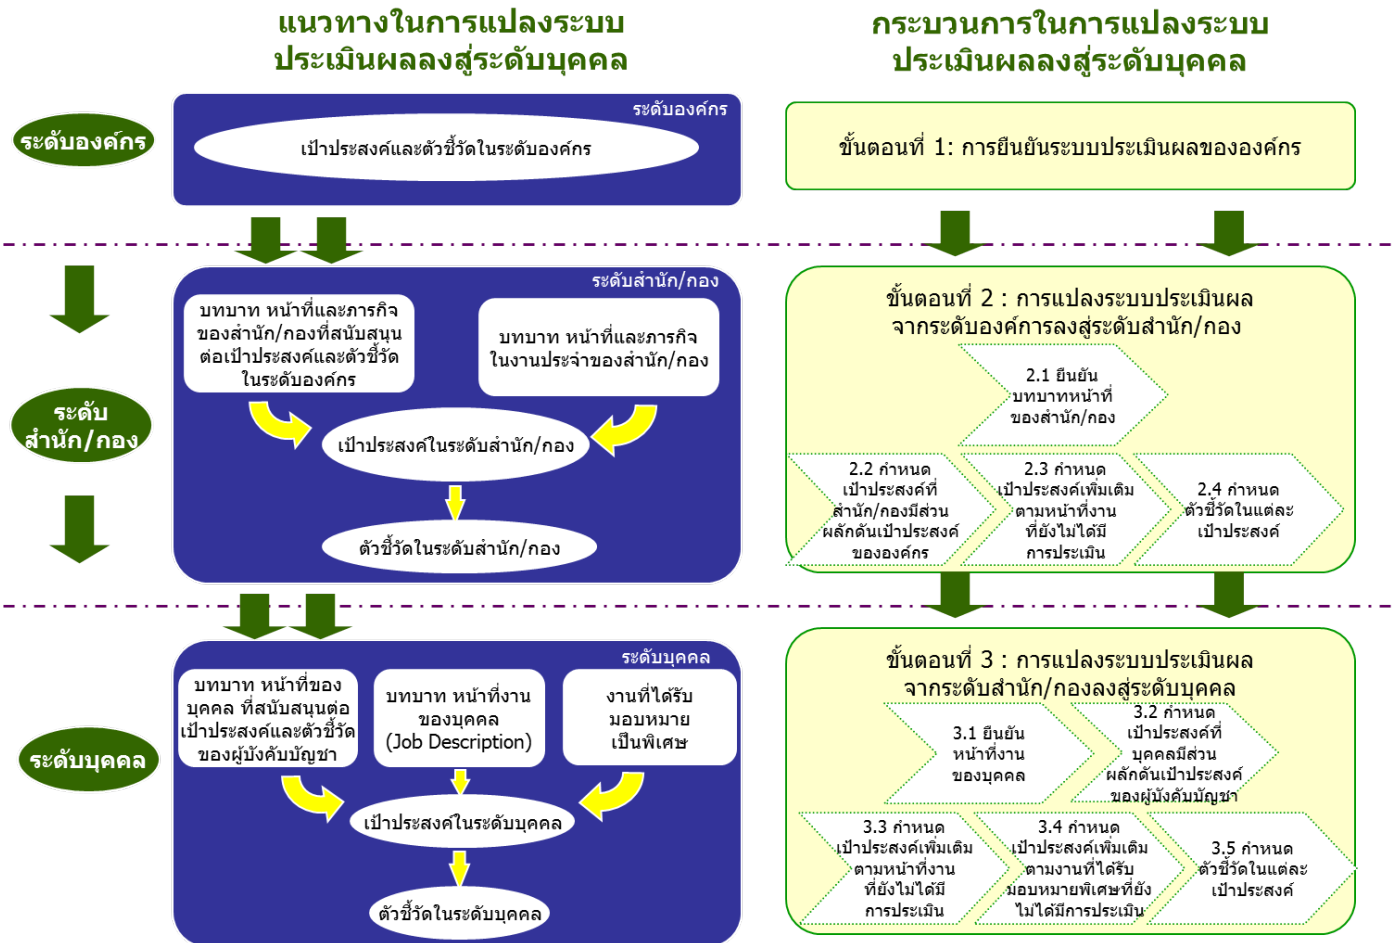 แนวทางในการแปลงระบบ
ประเมินผลลงสู่ระดับบุคคล
กระบวนการในการแปลงระบบ
ประเมินผลลงสู่ระดับบุคคล
ระดับองค์กร
ระดับองค์กร
เป้าประสงค์และตัวชี้วัดในระดับองค์กร
ขั้นตอนที่ 1: การยืนยันระบบประเมินผลขององค์กร
ระดับ
สำนัก/กอง
ระดับสำนัก/กอง
บทบาท หน้าที่และภารกิจ
ของสำนัก/กองที่สนับสนุน
ต่อเป้าประสงค์และตัวชี้วัด
ในระดับองค์กร
บทบาท หน้าที่และภารกิจ
ในงานประจำของสำนัก/กอง
เป้าประสงค์ในระดับสำนัก/กอง
ตัวชี้วัดในระดับสำนัก/กอง
ขั้นตอนที่ 2 : การแปลงระบบประเมินผล
จากระดับองค์การลงสู่ระดับสำนัก/กอง
2.1 ยืนยัน
บทบาทหน้าที่
ของสำนัก/กอง
2.2 กำหนด
เป้าประสงค์ที่
สำนัก/กองมีส่วน
ผลักดันเป้าประสงค์
ขององค์กร
2.3 กำหนด
เป้าประสงค์เพิ่มเติม
ตามหน้าที่งาน
ที่ยังไม่ได้มี
การประเมิน
2.4 กำหนด
ตัวชี้วัดในแต่ละ
เป้าประสงค์
ระดับบุคคล
ระดับบุคคล
บทบาท หน้าที่ของ
บุคคล ที่สนับสนุนต่อ
เป้าประสงค์และตัวชี้วัด
ของผู้บังคับบัญชา
บทบาท หน้าที่งาน
ของบุคคล
(Job Description)
งานที่ได้รับ
มอบหมาย
เป็นพิเศษ
เป้าประสงค์ในระดับบุคคล
ตัวชี้วัดในระดับบุคคล
ขั้นตอนที่ 3 : การแปลงระบบประเมินผล
จากระดับสำนัก/กองลงสู่ระดับบุคคล
3.1 ยืนยัน
หน้าที่งาน
ของบุคคล
3.2 กำหนด
เป้าประสงค์ที่
บุคคลมีส่วน
ผลักดันเป้าประสงค์
ของผู้บังคับบัญชา
3.3 กำหนด
เป้าประสงค์เพิ่มเติม
ตามหน้าที่งาน
ที่ยังไม่ได้มี
การประเมิน
3.4 กำหนด
เป้าประสงค์เพิ่มเติม
ตามงานที่ได้รับ
มอบหมายพิเศษที่ยัง
ไม่ได้มีการประเมิน
3.5 กำหนด
ตัวชี้วัดในแต่ละ
เป้าประสงค์